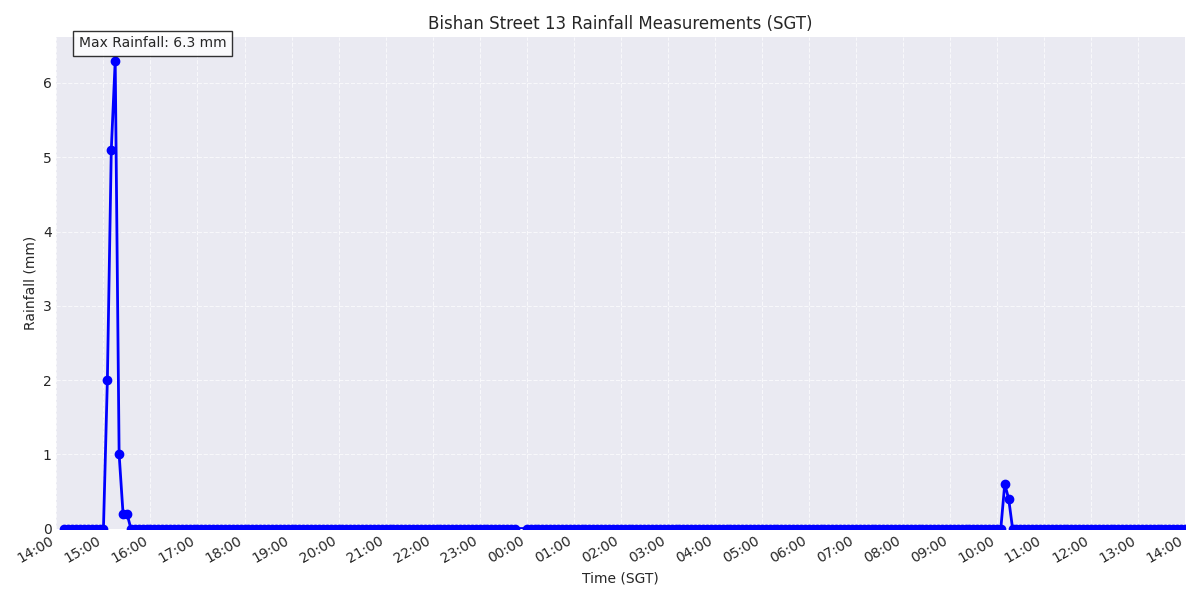 Bishan Street 13 Rainfall Measurements (SGT)
Max Rainfall: 6.3 mm
Rainfall (mm)
6
5
4
3
2
1
0
14:00 15:00 16:00 17:00 18:00 19:00 20:00 21:00 22:00 23:00 00:00 01:00 02:00 03:00 04:00 05:00 06:00 07:00 08:00 09:00 10:00 11:00 12:00 13:00 14:00
Time (SGT)